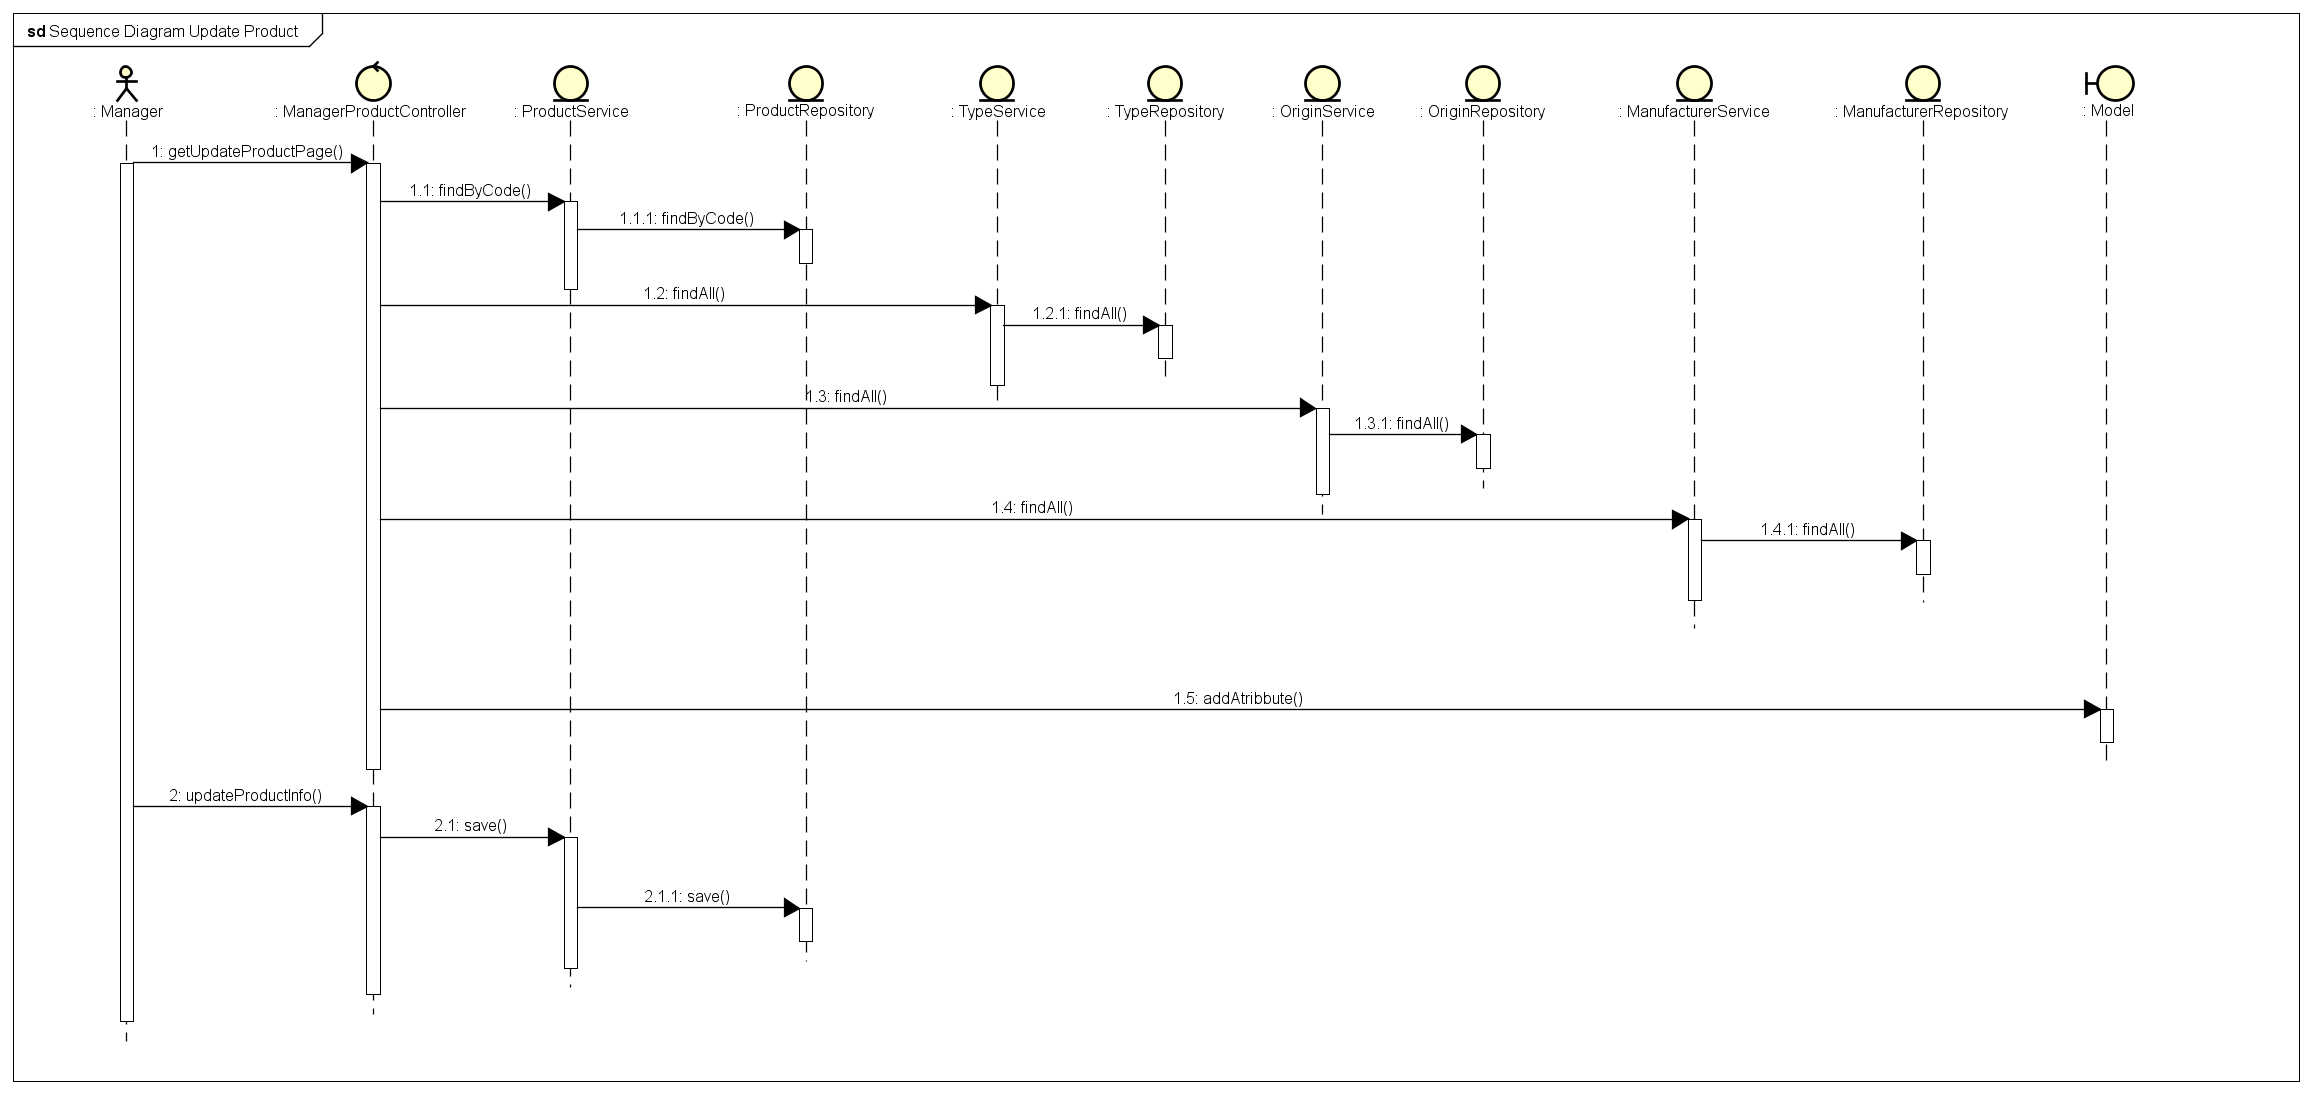 sd Sequence Diagram Update Product
: Manager
: ManagerProductController
: ProductService
: ProductRepository
: TypeService
: TypeRepository
: OriginService
: OriginRepository
: ManufacturerService
: ManufacturerRepository
: Model
1: getUpdateProductPage()
1.1: findByCode()
1.1.1: findByCode()
1.2: findAll()
1.2.1: findAll()
1.3: findAll()
1.3.1: findAll()
1.4: findAll()
1.4.1: findAll()
1.5: addAtribbute()
2: updateProductInfo()
2.1: save()
2.1.1: save()